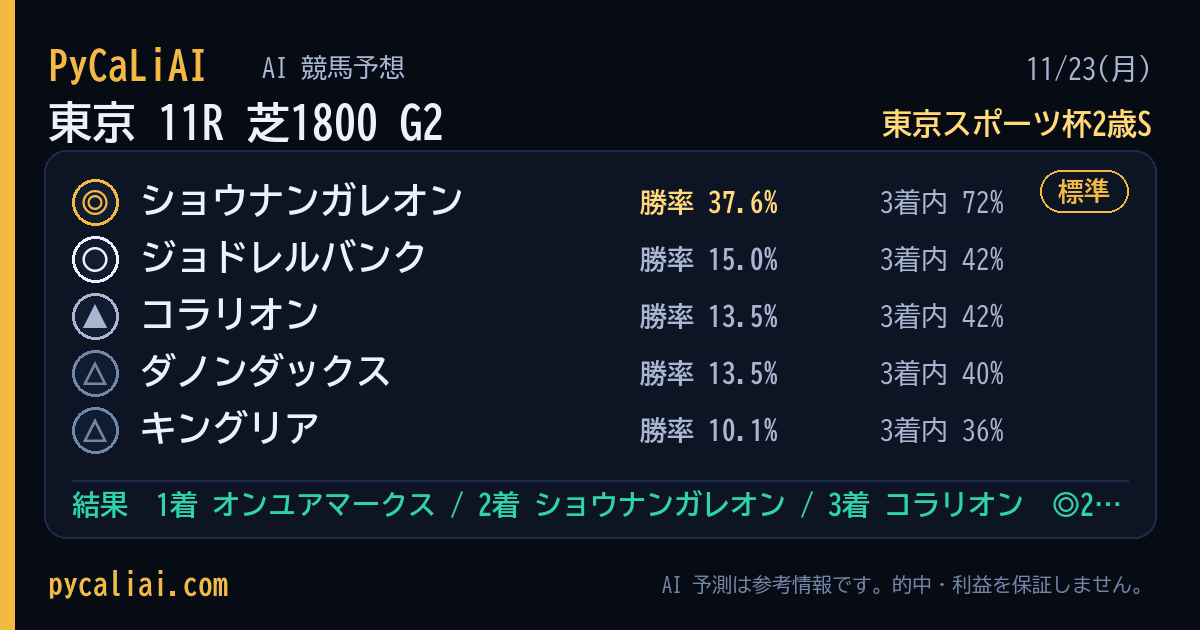 PyCaLiAI AI 競馬予想 11/23(月)
東京 11R 芝1800 G2 東京スポーツ杯2歳S
◎ ショウナンガレオン 勝率 37.6% 3着内 72% 標準
○ ジョドレルバンク 勝率 15.0% 3着内 42%
▲ コラリオン 勝率 13.5% 3着内 42%
△ ダノンダックス 勝率 13.5% 3着内 40%
△ キングリア 勝率 10.1% 3着内 36%
結果 1着 オンユアマークス / 2着 ショウナンガレオン / 3着 コラリオン ◎2…
pycaliai.com AI 予測は参考情報です。的中・利益を保証しません。